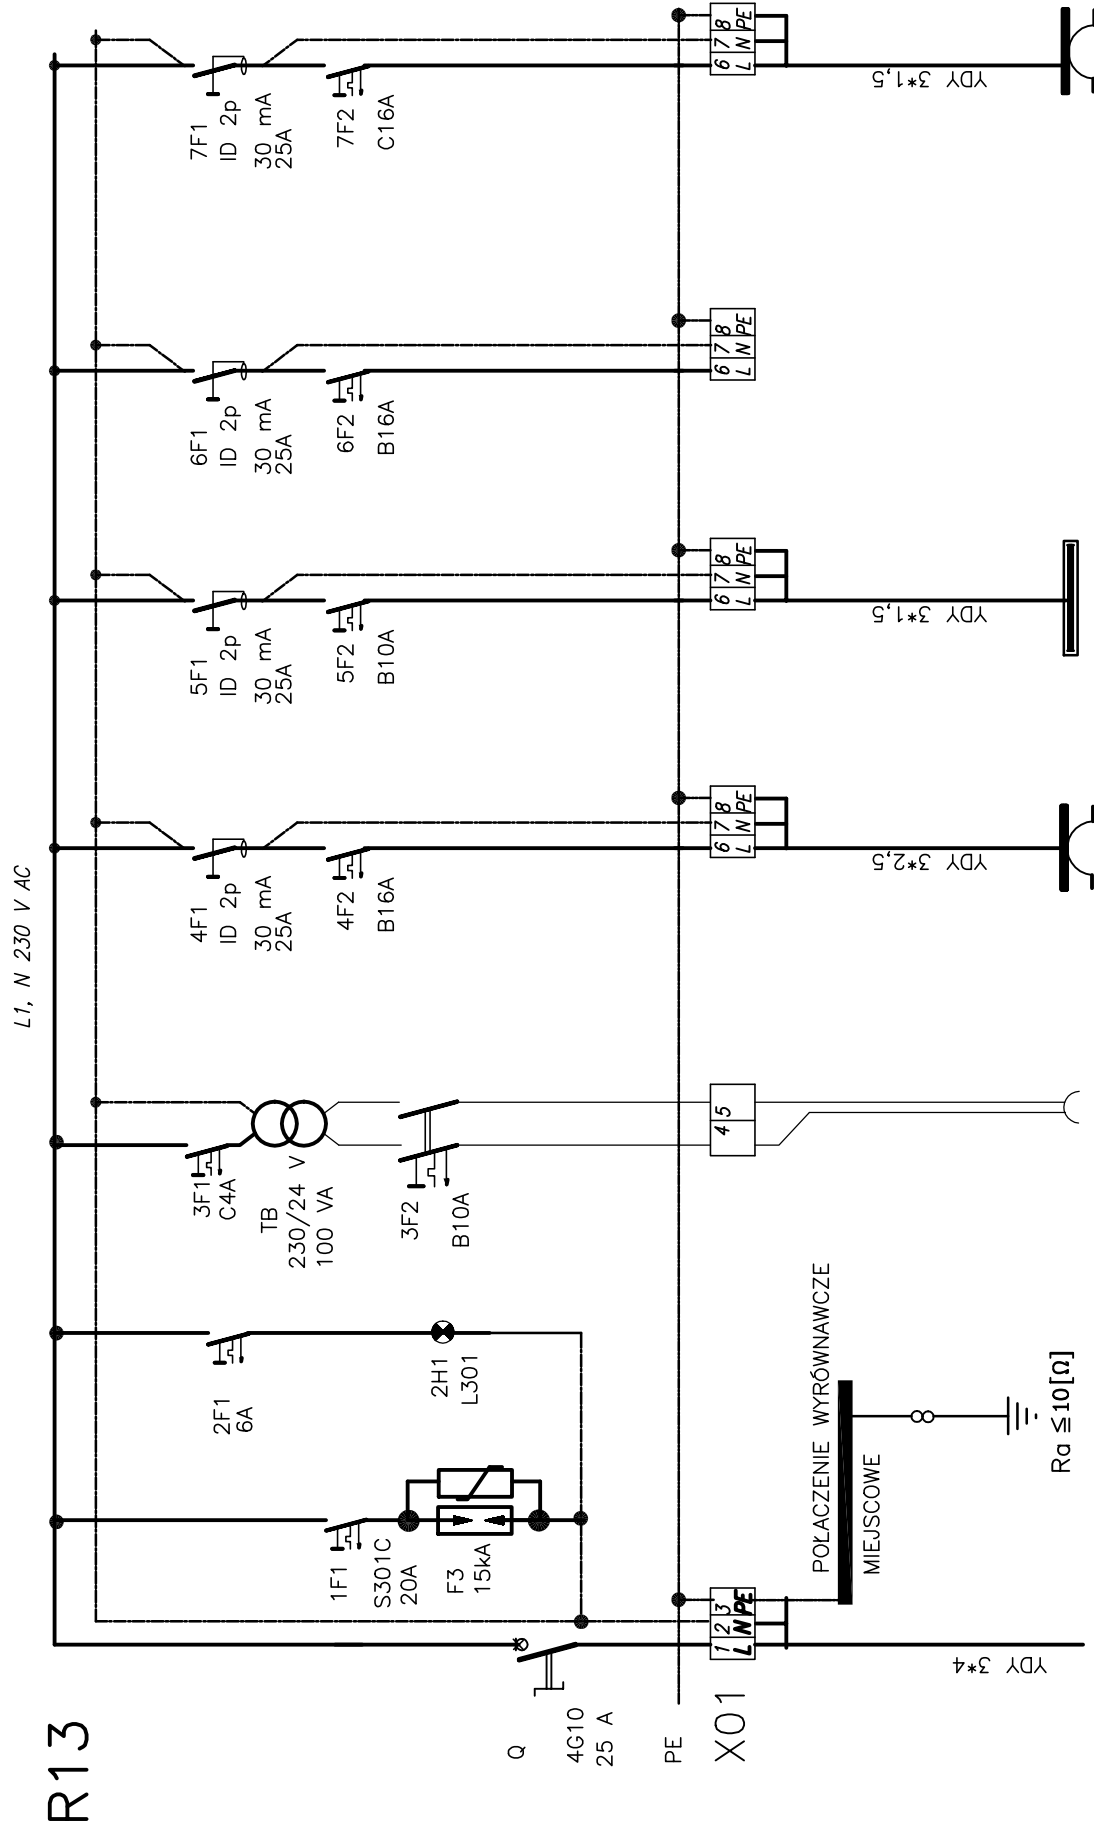 R13
L1, N 230 V AC
Q
4G10
25 A
PE
X01
1 2 3
L N PE
YDY 3*4
1F1
S301C
20A
F3
15kA
POŁACZENIE WYRÓWNAWCZE
MIEJSCOWE
Ra ≤10[Ω]
2F1
6A
2H1
L301
3F1
C4A
TB
230/24 V
100 VA
3F2
B10A
4 5
4F1
ID 2p
30 mA
25A
4F2
B16A
6 7 8
L N PE
YDY 3*2,5
5F1
ID 2p
30 mA
25A
5F2
B10A
6 7 8
L N PE
YDY 3*1,5
6F1
ID 2p
30 mA
25A
6F2
B16A
6 7 8
L N PE
7F1
ID 2p
30 mA
25A
7F2
C16A
6 7 8
L N PE
YDY 3*1,5